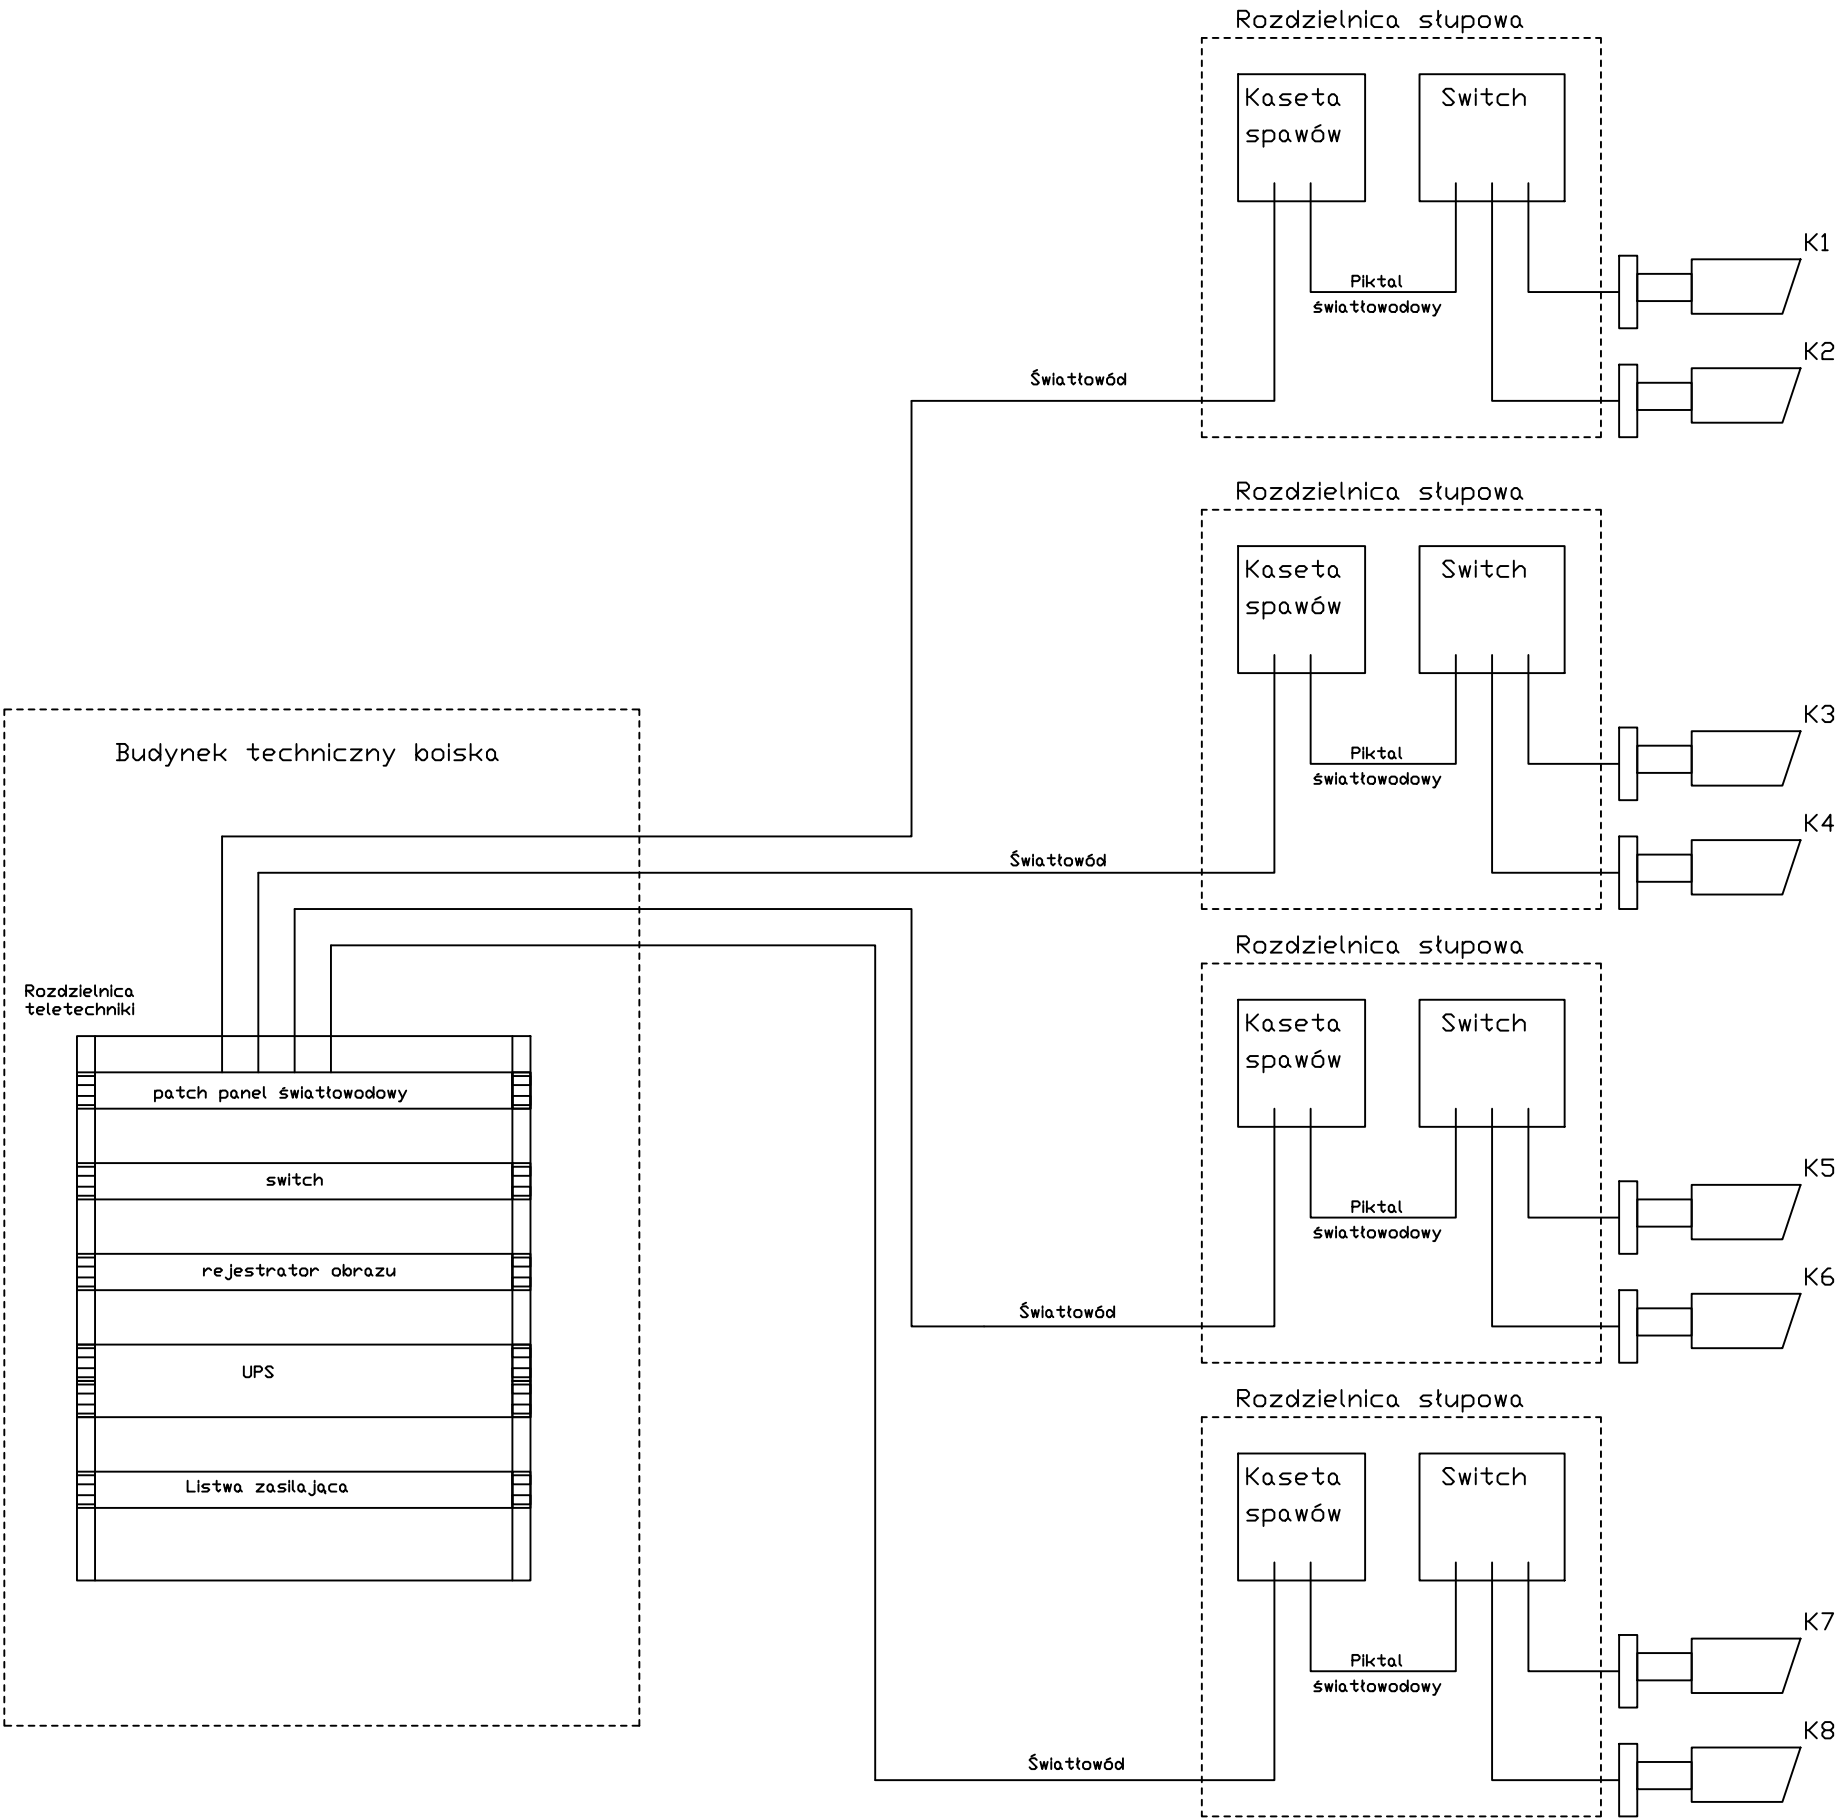 Rozdzielnica słupowa
Kaseta
spawów
Switch
K1
Piktal
światłowodowy
K2
Światłowód
Rozdzielnica słupowa
Kaseta
spawów
Switch
K3
Piktal
światłowodowy
K4
Światłowód
Budynek techniczny boiska
Rozdzielnica słupowa
Kaseta
spawów
Switch
K5
Piktal
światłowodowy
K6
Światłowód
Rozdzielnica
teletechniki
patch panel światłowodowy
switch
rejestrator obrazu
UPS
Listwa zasilająca
Rozdzielnica słupowa
Kaseta
spawów
Switch
K7
Piktal
światłowodowy
K8
Światłowód